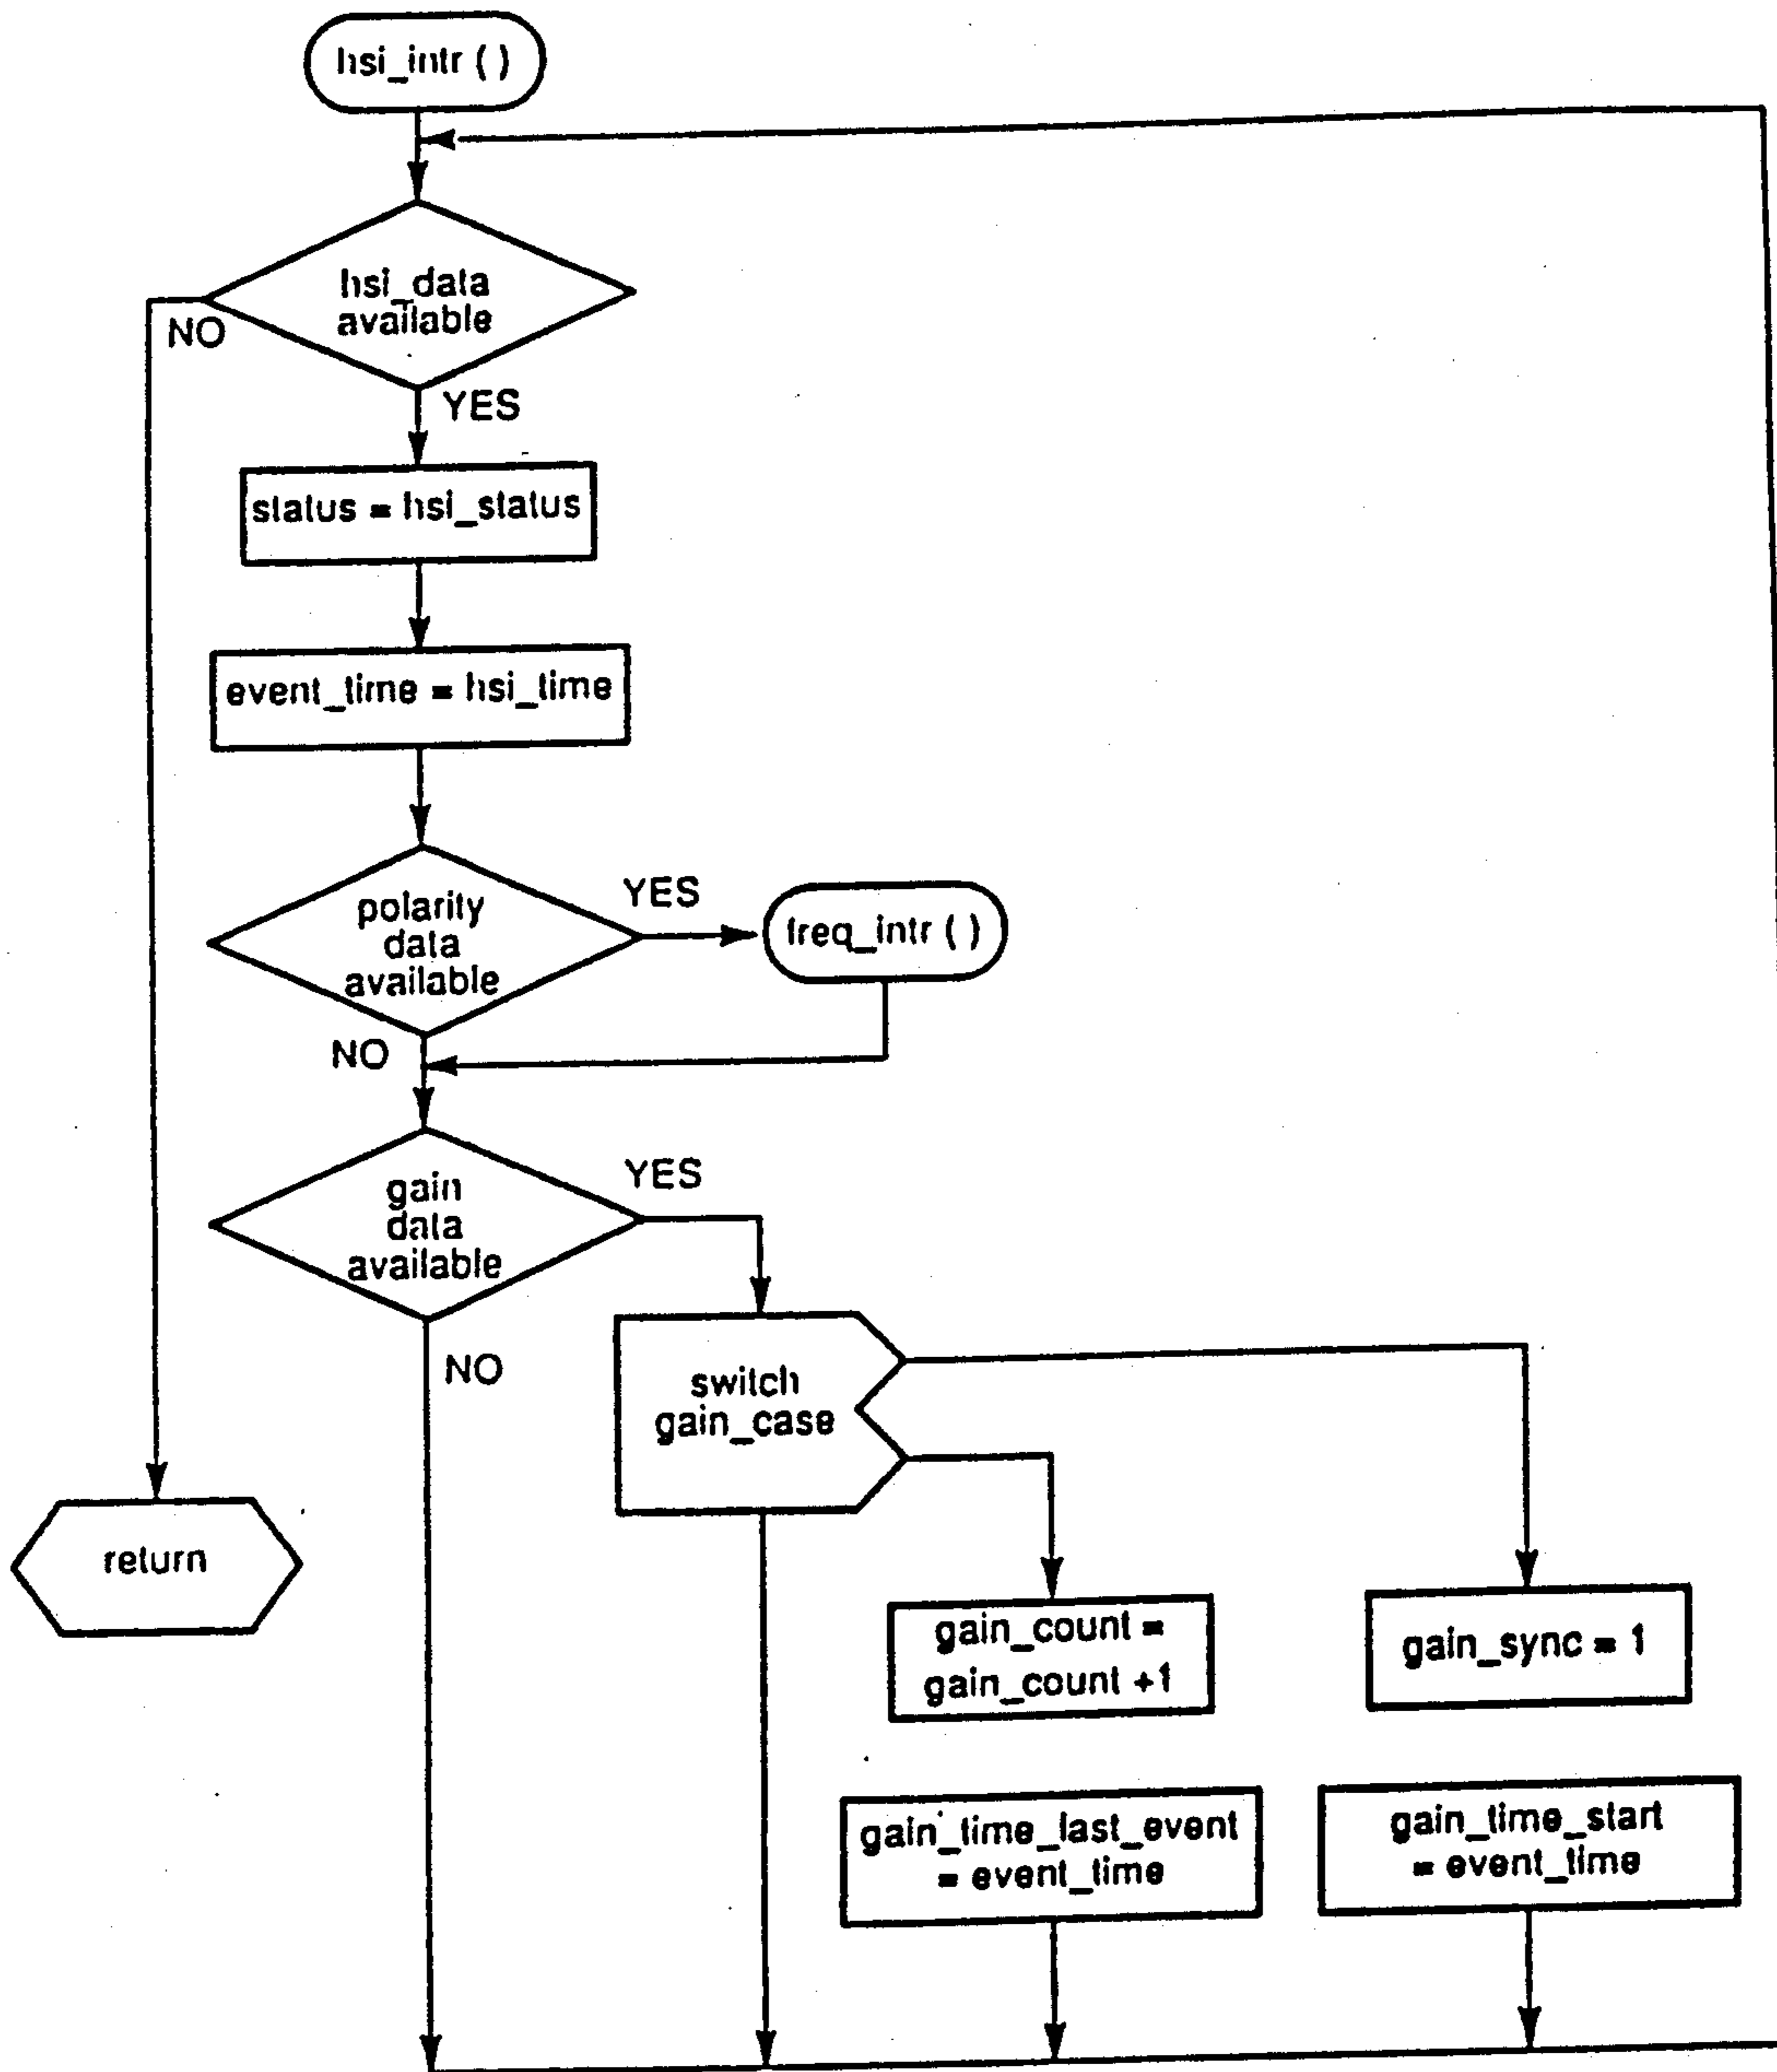 hsi_intr ( )
hsi_data
available
NO
YES
status = hsi_status
event_time = hsi_time
polarity
data
available
YES
freq_intr ( )
NO
gain
data
available
YES
NO
switch
gain_case
return
gain_count =
gain_count +1
gain_sync = 1
gain_time_last_event
= event_time
gain_time_start
= event_time